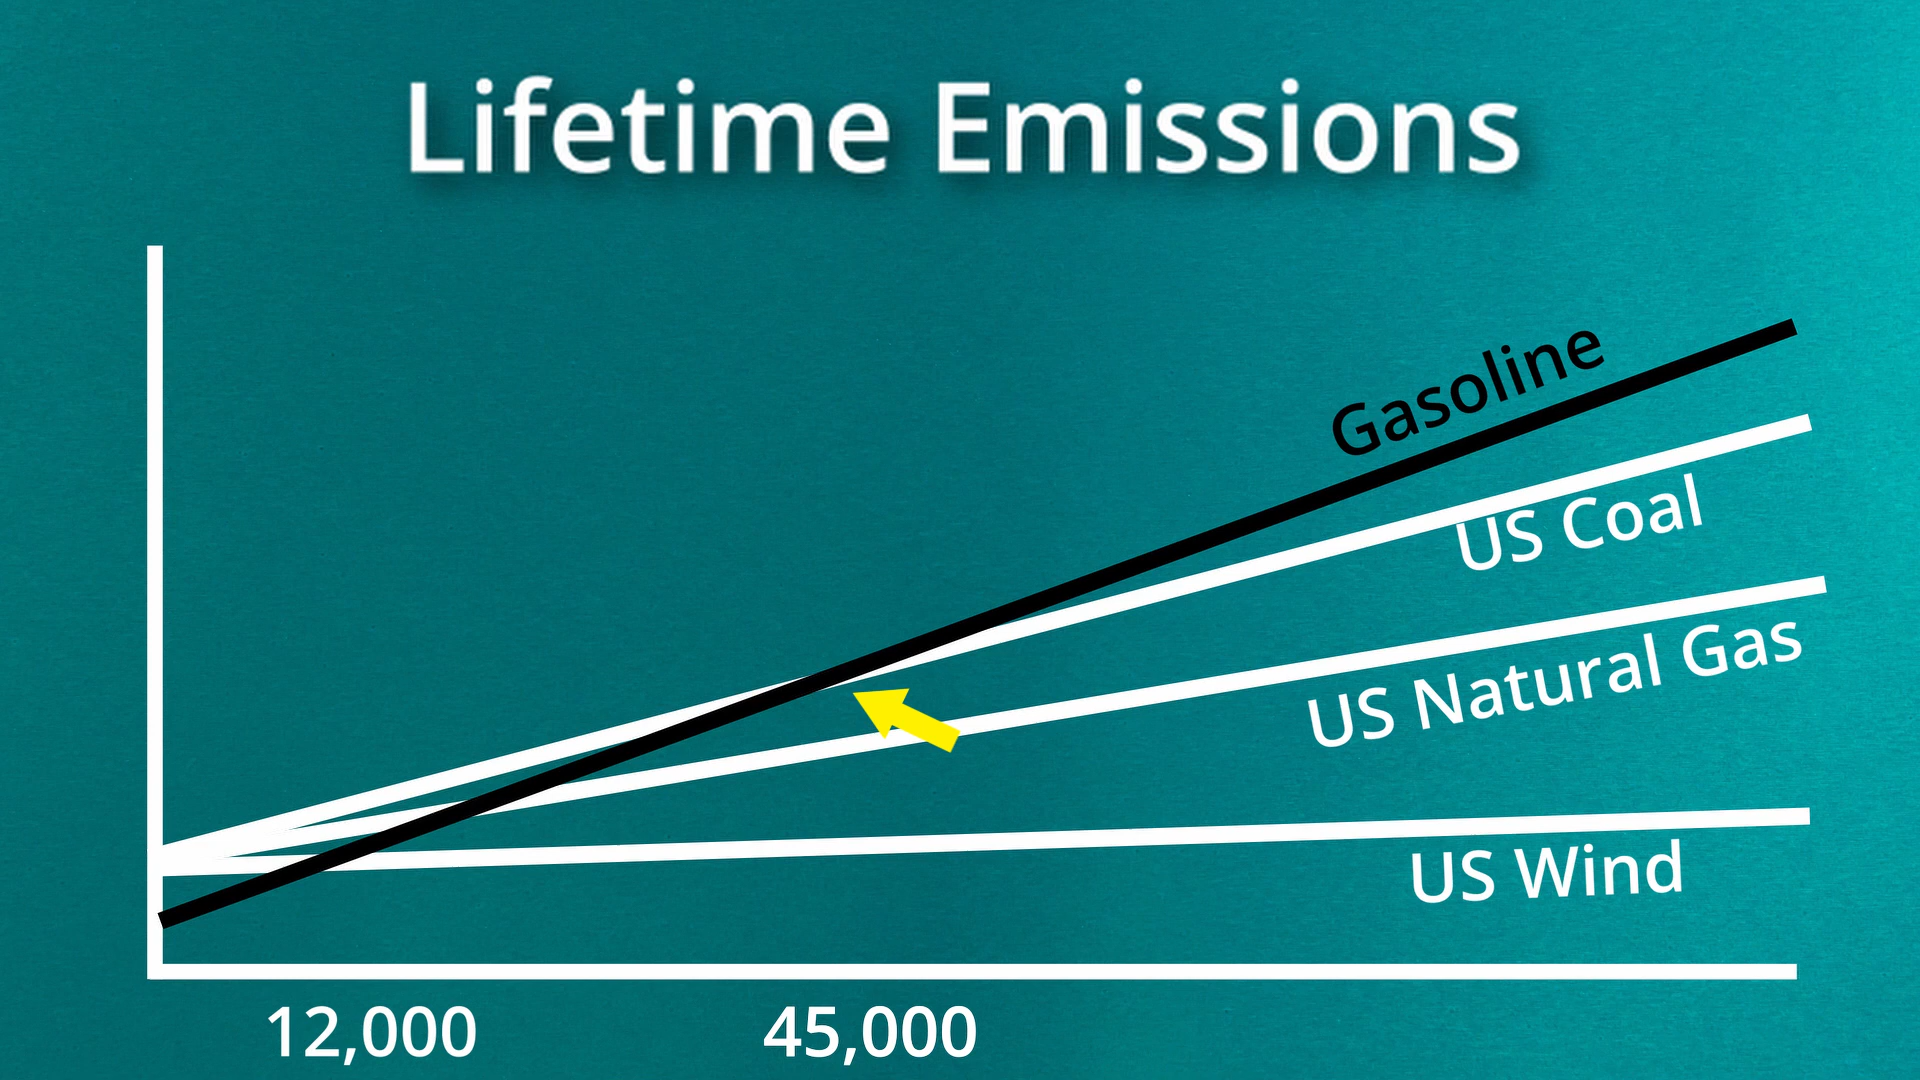 Lifetime Emissions
Gasoline
US Coal
US Natural Gas
US Wind
12,000
45,000